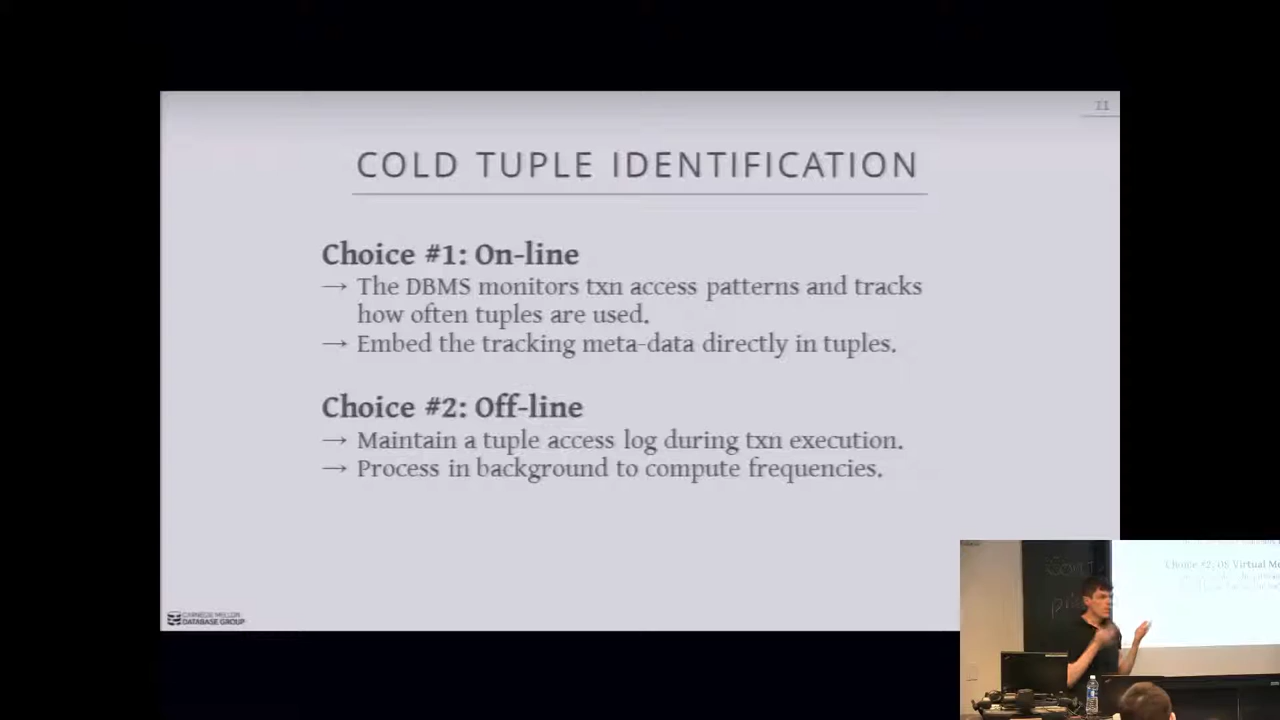 11
COLD TUPLE IDENTIFICATION
Choice #1: On-line
→ The DBMS monitors txn access patterns and tracks
how often tuples are used.
→ Embed the tracking meta-data directly in tuples.
Choice #2: Off-line
→ Maintain a tuple access log during txn execution.
→ Process in background to compute frequencies.
CARNEGIE MELLON
DATABASE GROUP
Choice #2: OS Virtual